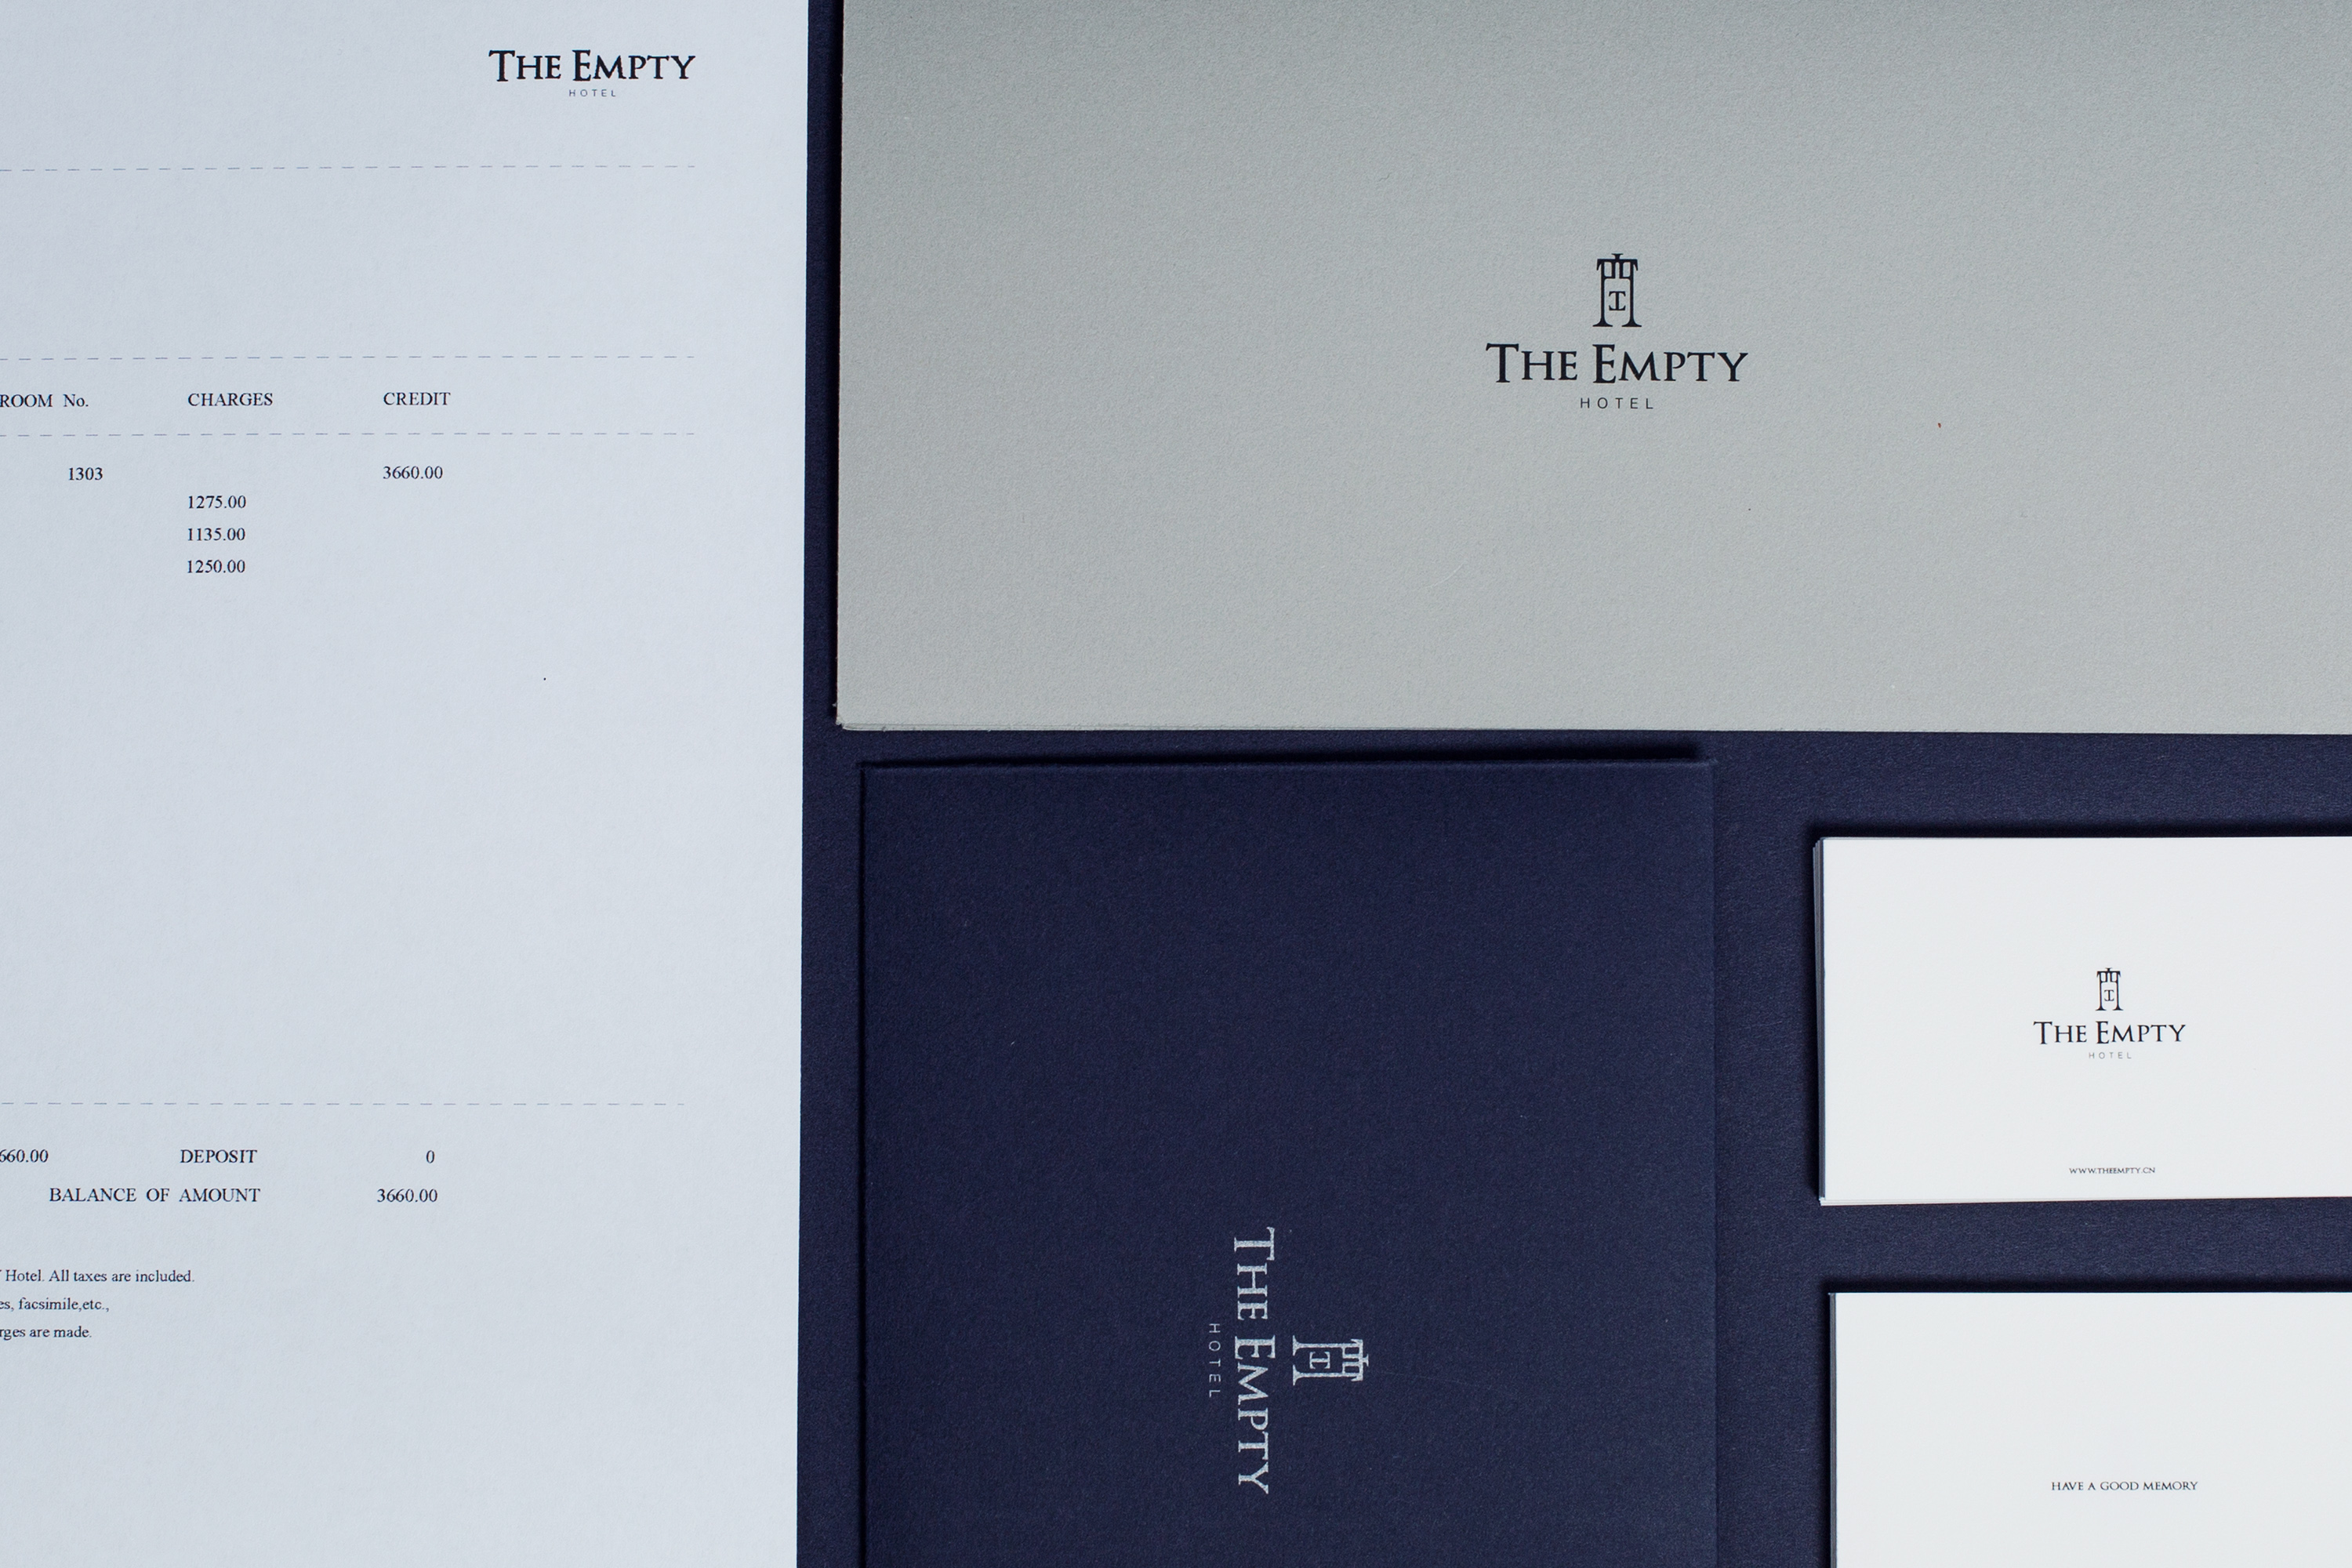 THE EMPTY
HOTEL
ROOM No. CHARGES CREDIT
1303 3660.00
1275.00
1135.00
1250.00
660.00 DEPOSIT 0
BALANCE OF AMOUNT 3660.00
Hotel. All taxes are included.
es, facsimile,etc.,
rges are made.
THE EMPTY
HOTEL
THE EMPTY
HOTEL
THE EMPTY
HOTEL
WWW.THEEMPTY.CN
HAVE A GOOD MEMORY